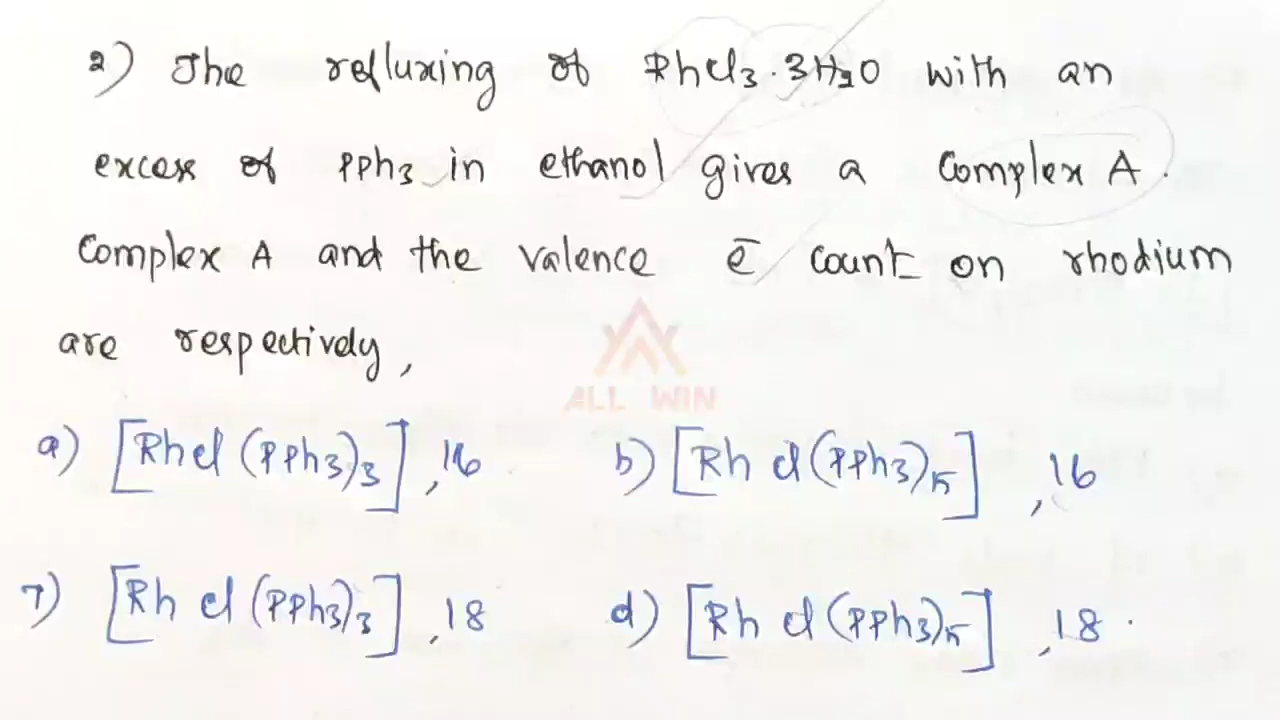 2) The refluxing of RhCl3.3H2O with an
excess of PPh3 in ethanol gives a complex A.
Complex A and the valence ē count on rhodium
are respectively,
ALL WIN
a) [RhCl(PPh3)3], 16 b) [RhCl(PPh3)5], 16
7) [RhCl(PPh3)3], 18 d) [RhCl(PPh3)5], 18.